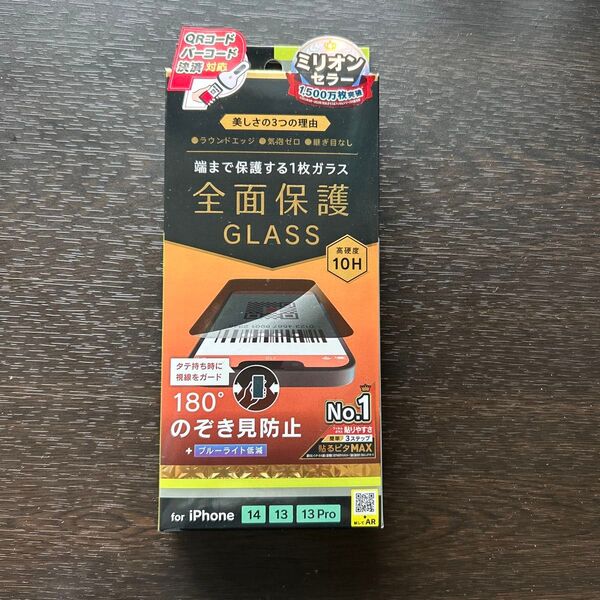 QRコード
バーコード
決済対応
ミリオン
セラー
1,500万枚突破
美しさの3つの理由
●ラウンドエッジ ●気泡ゼロ ●継ぎ目なし
端まで保護する1枚ガラス
全面保護
GLASS
高硬度
10H
タテ持ち時に
視線をガード
180°
のぞき見防止
+ブルーライト低減
No.1
貼りやすさ
簡単!3ステップ
貼るピタMAX
for iPhone 14 13 13 Pro
試してAR